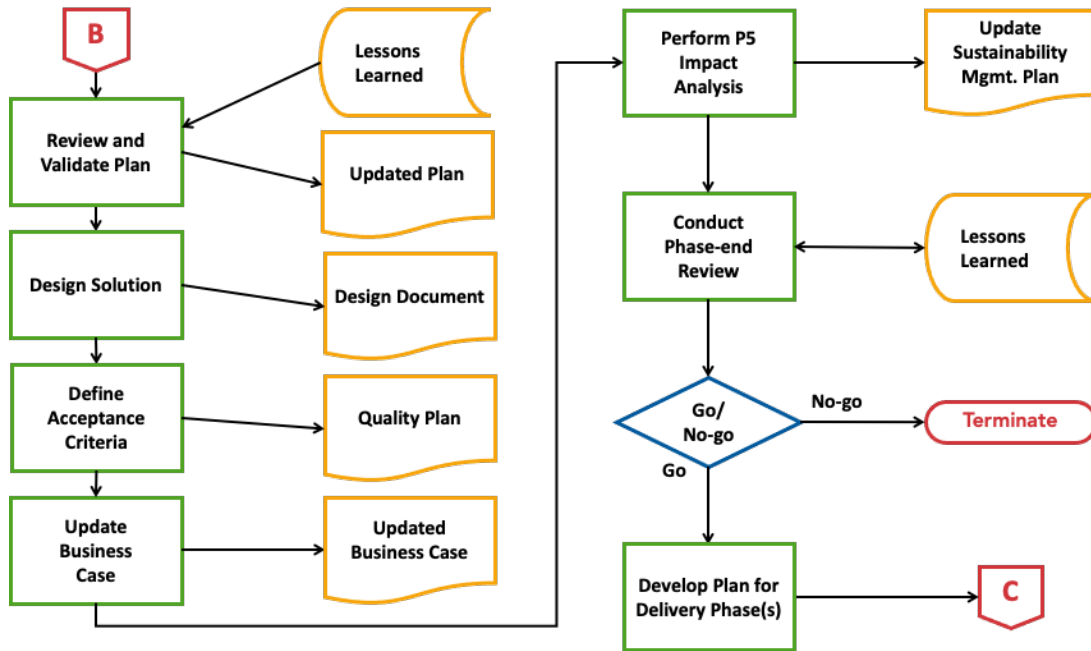 B
Lessons
Learned
Review and
Validate Plan
Updated Plan
Design Solution
Design Document
Define
Acceptance
Criteria
Quality Plan
Update
Business
Case
Updated
Business Case
Perform P5
Impact
Analysis
Update
Sustainability
Mgmt. Plan
Conduct
Phase-end
Review
Lessons
Learned
Go/
No-go
No-go
Terminate
Go
Develop Plan for
Delivery Phase(s)
C